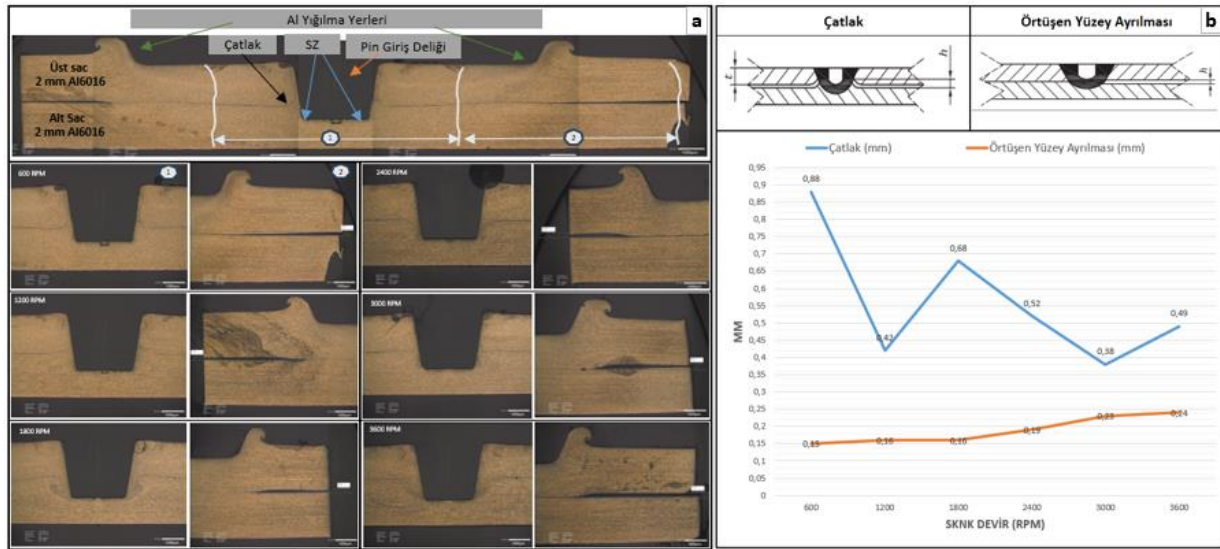 Al Yığılma Yerleri
a
Çatlak
SZ
Pin Giriş Deliği
Üst sac
2 mm Al6016
Alt Sac
2 mm Al6016
1
2
600 RPM
1
2
2400 RPM
1200 RPM
3000 RPM
1800 RPM
3600 RPM
b
Çatlak
Örtüşen Yüzey Ayrılması
t
h
h
Çatlak (mm)
Örtüşen Yüzey Ayrılması (mm)
MM
0,95
0,9
0,85
0,8
0,75
0,7
0,65
0,6
0,55
0,5
0,45
0,4
0,35
0,3
0,25
0,2
0,15
0,1
0,05
0
0,88
0,42
0,68
0,52
0,38
0,49
0,15
0,16
0,16
0,19
0,23
0,24
600
1200
1800
2400
3000
3600
SKNK DEVİR (RPM)